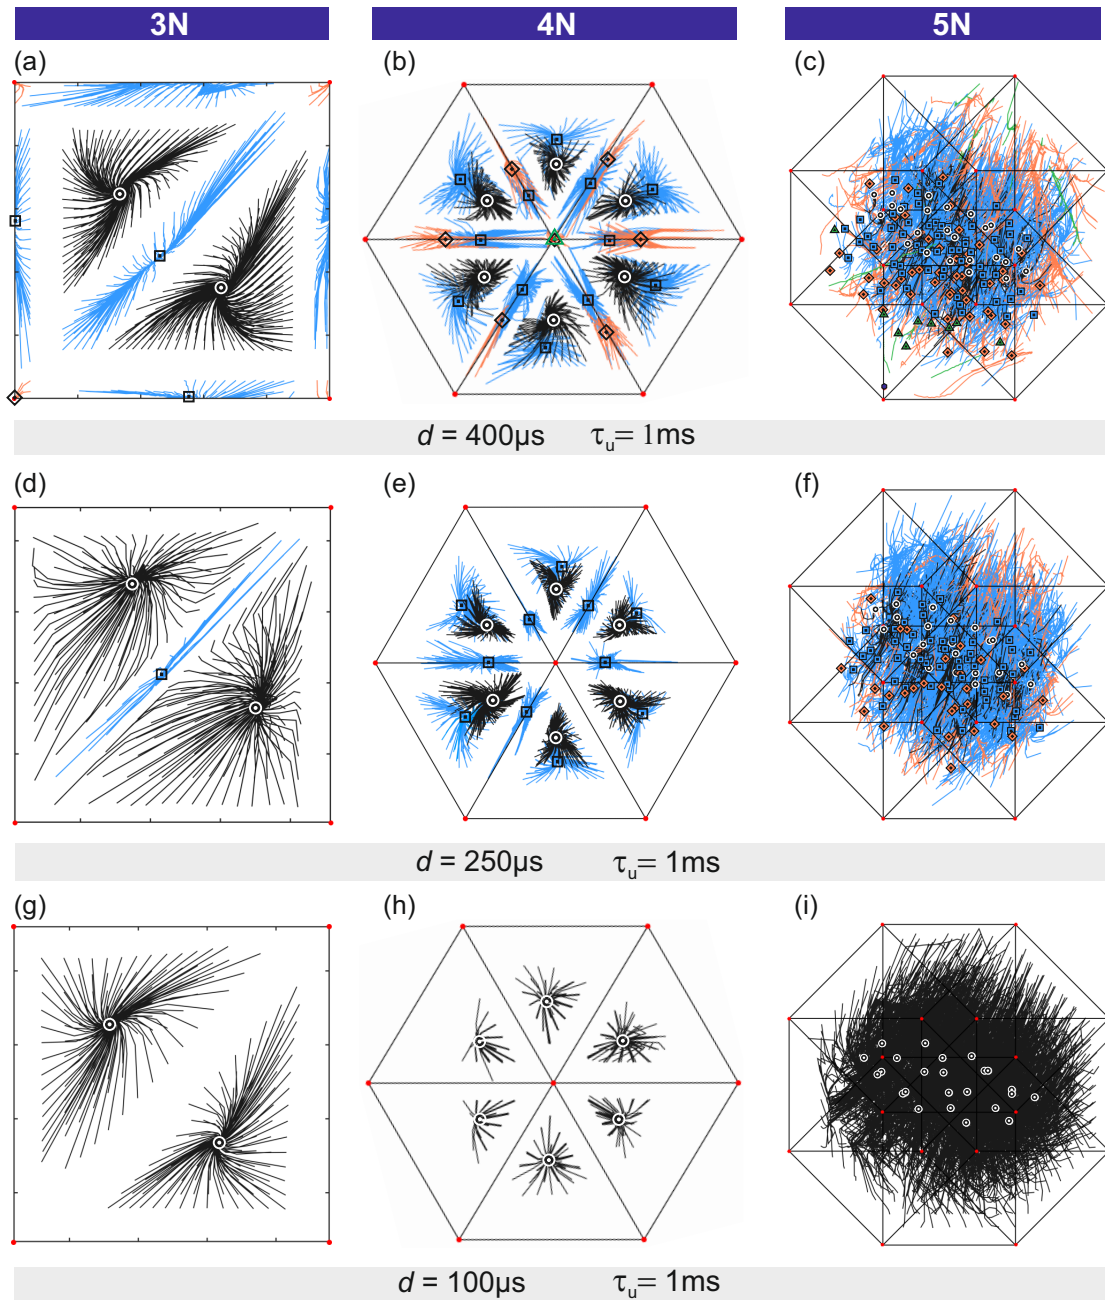 3N 4N 5N
(a) (b) (c)
d = 400µs τu= 1ms
(d) (e) (f)
d = 250µs τu= 1ms
(g) (h) (i)
d = 100µs τu= 1ms